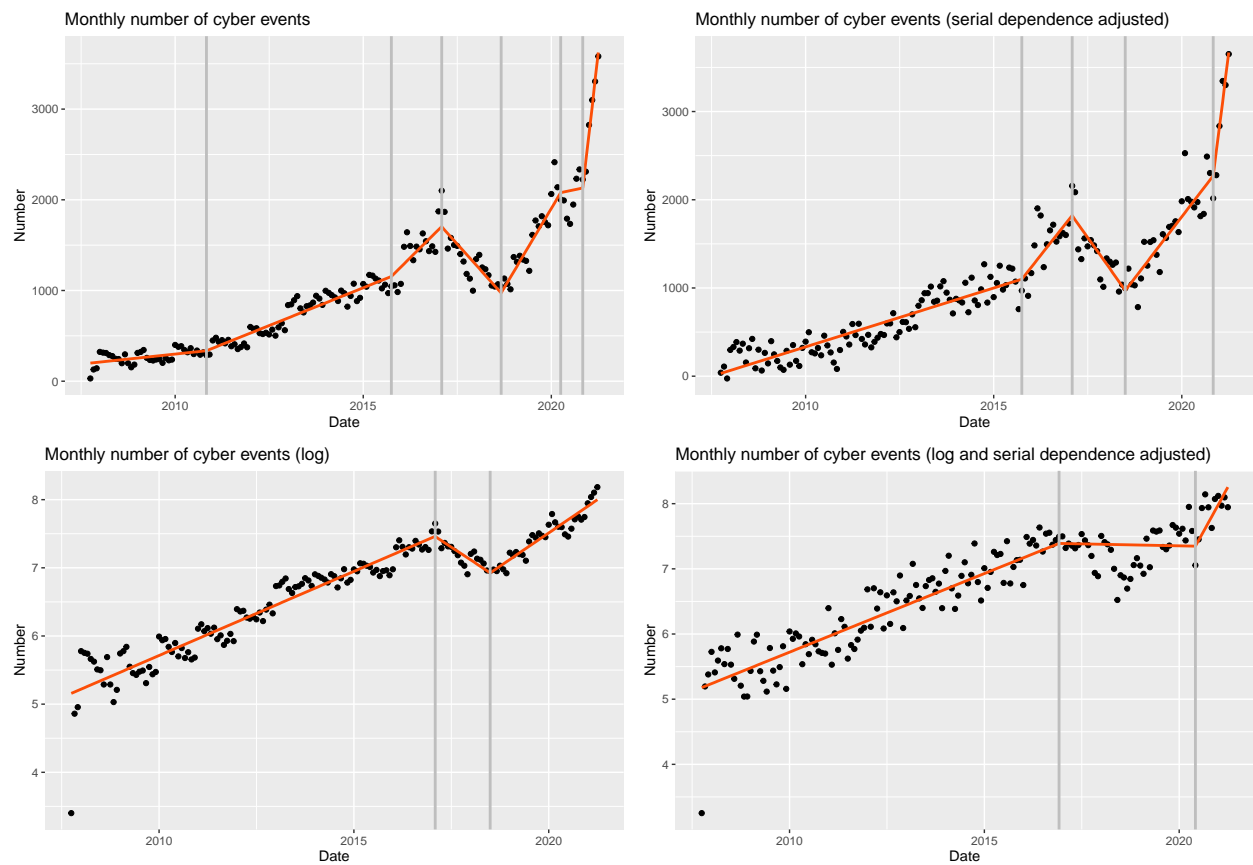 Monthly number of cyber events
Number
3000
2000
1000
0
2010
2015
2020
Date
Monthly number of cyber events (serial dependence adjusted)
Number
3000
2000
1000
0
2010
2015
2020
Date
Monthly number of cyber events (log)
Number
8
7
6
5
4
2010
2015
2020
Date
Monthly number of cyber events (log and serial dependence adjusted)
Number
8
7
6
5
4
2010
2015
2020
Date